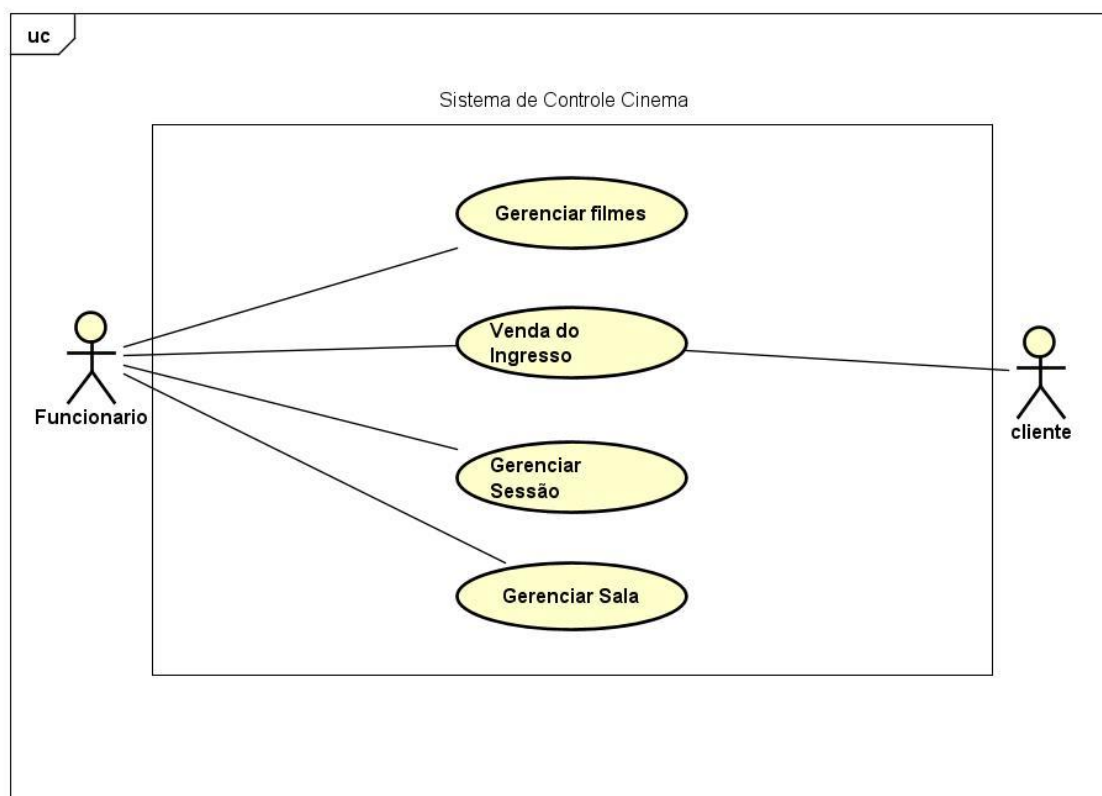 uc
Sistema de Controle Cinema
Gerenciar filmes
Venda do
Ingresso
Funcionario
cliente
Gerenciar
Sessão
Gerenciar Sala